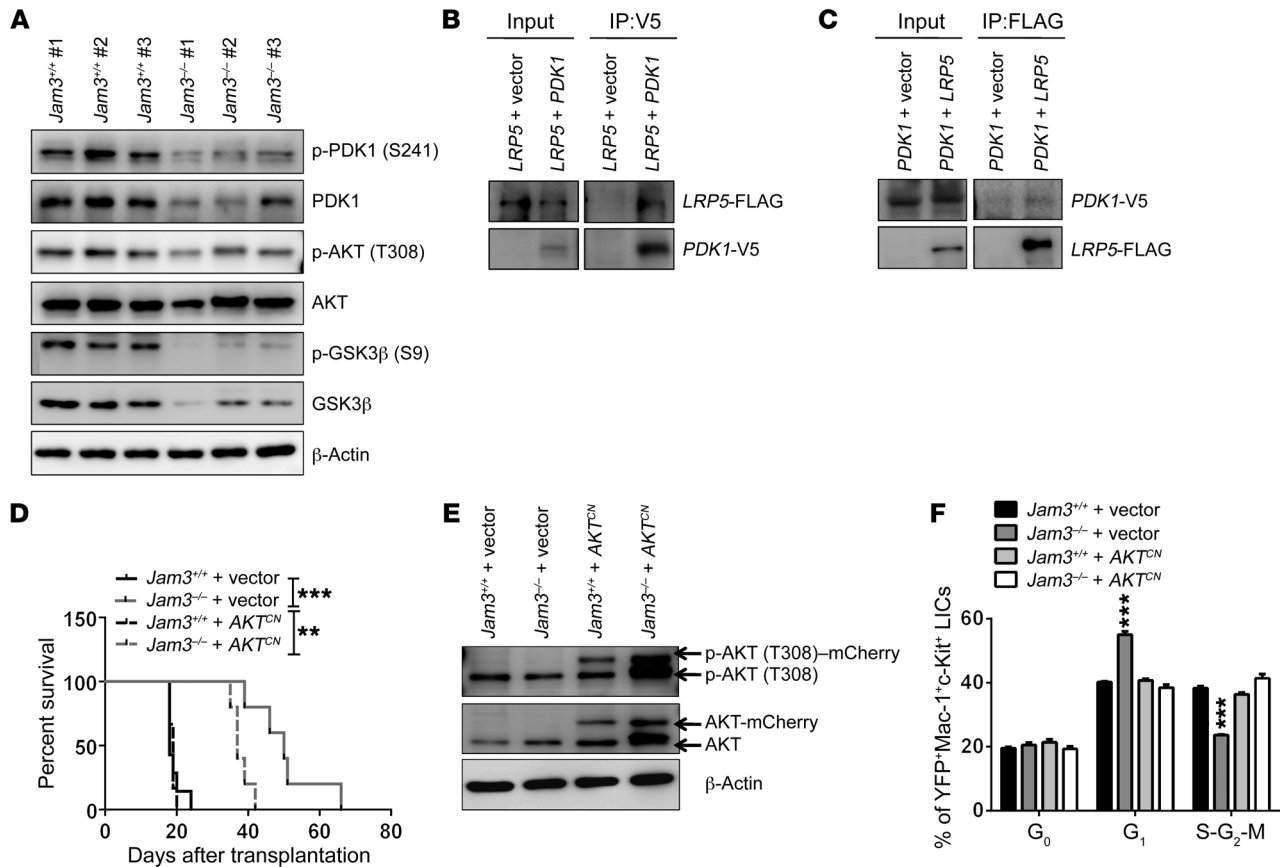 A
Jam3+/+ #1
Jam3+/+ #2
Jam3+/+ #3
Jam3–/– #1
Jam3–/– #2
Jam3–/– #3
p-PDK1 (S241)
PDK1
p-AKT (T308)
AKT
p-GSK3β (S9)
GSK3β
β-Actin
B
Input
IP:V5
LRP5 + vector
LRP5 + PDK1
LRP5 + vector
LRP5 + PDK1
LRP5-FLAG
PDK1-V5
C
Input
IP:FLAG
PDK1 + vector
PDK1 + LRP5
PDK1 + vector
PDK1 + LRP5
PDK1-V5
LRP5-FLAG
D
Jam3+/+ + vector
Jam3–/– + vector
Jam3+/+ + AKTCN
Jam3–/– + AKTCN
***
**
Percent survival
150
100
50
0
0 20 40 60 80
Days after transplantation
E
Jam3+/+ + vector
Jam3–/– + vector
Jam3+/+ + AKTCN
Jam3–/– + AKTCN
p-AKT (T308)–mCherry
p-AKT (T308)
AKT-mCherry
AKT
β-Actin
F
Jam3+/+ + vector
Jam3–/– + vector
Jam3+/+ + AKTCN
Jam3–/– + AKTCN
% of YFP+Mac-1+c-Kit+ LICs
60
40
20
0
***
***
G0 G1 S-G2-M